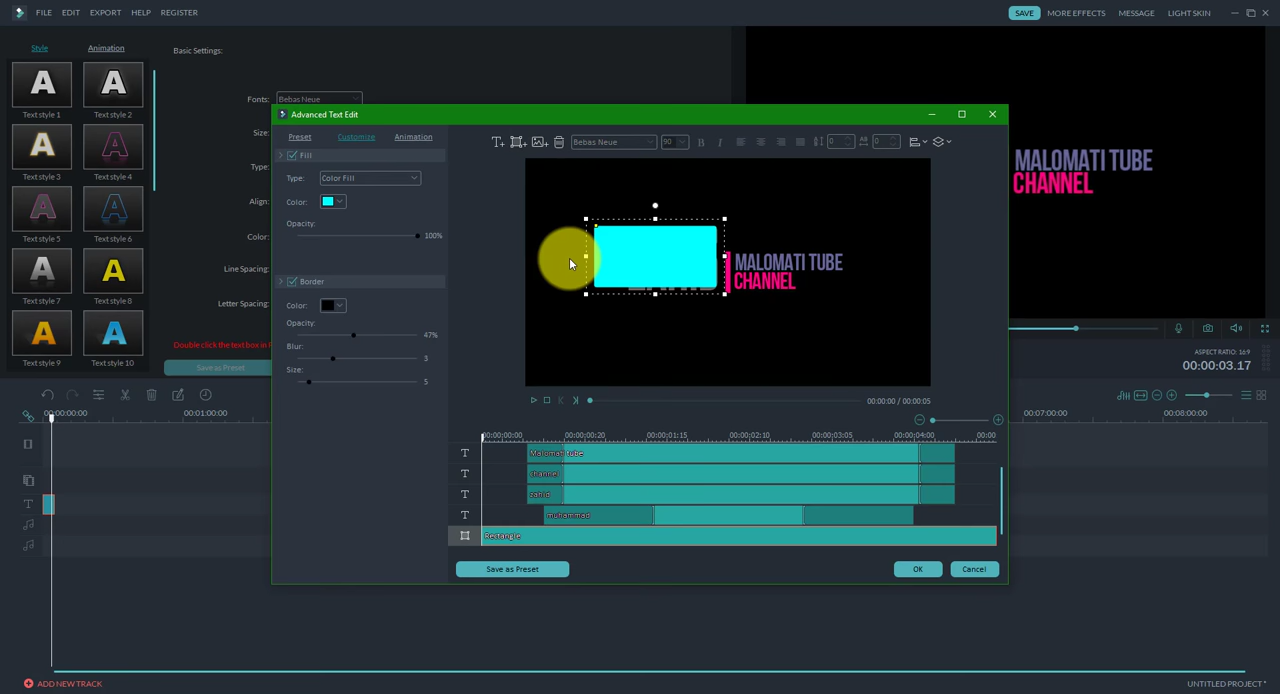 FILE EDIT EXPORT HELP REGISTER
SAVE MORE EFFECTS MESSAGE LIGHT SKIN
Style Animation
Basic Settings:
Text style 1 Text style 2
Text style 3 Text style 4
Text style 5 Text style 6
Text style 7 Text style 8
Text style 9 Text style 10
Fonts: Bebas Neue
Size:
Type:
Align:
Color:
Line Spacing:
Letter Spacing:
Double click the text box in
Save as Preset
Advanced Text Edit
Preset Customize Animation
Bebas Neue 90 B I 0 AB 0
Fill
Type: Color Fill
Color:
Opacity:
100%
Border
Color:
Opacity:
47%
Blur:
3
Size:
5
MALOMATI TUBE
CHANNEL
00:00:00 / 00:00:05
00:00:00:00 00:00:00:20 00:00:01:15 00:00:02:10 00:00:03:05 00:00:04:00 00:00
T Malomati tube
T channel
T zahid
T muhammad
Rectangle
Save as Preset OK Cancel
MALOMATI TUBE
CHANNEL
ASPECT RATIO: 16:9
00:00:03.17
00:00:00:00 00:01:00:00 00:07:00:00 00:08:00:00
T
ADD NEW TRACK
UNTITLED PROJECT *